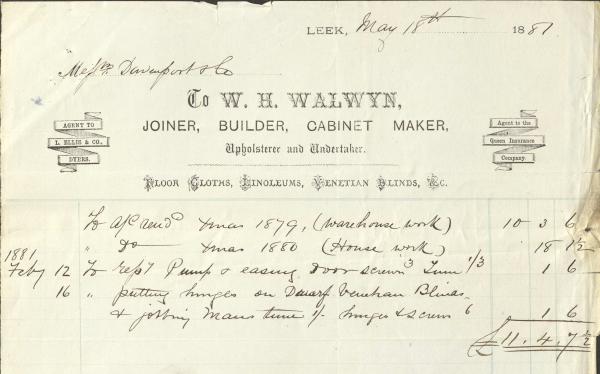 LEEK, May 18th 1881
Messrs Davenport & Co
To W. H. WALWYN,
JOINER, BUILDER, CABINET MAKER,
Upholsterer and Undertaker.
AGENT TO
L. ELLIS & CO.,
DYERS.
Agent to the
Queen Insurance
Company.
FLOOR CLOTHS, LINOLEUMS, VENETIAN BLINDS, &C.
To a/c rend Xmas 1879, (Warehouse work) 10 3 6
" Do Xmas 1880 (House work) 18 1½
1881
Feby 12 To repg Pump & easing door screws 3 Time 1/3 1 6
16 " putting hinges on Dwarf Venetian Blinds
& jobbing Mans time 1/- hinges & screws 6 1 6
£11. 4. 7½